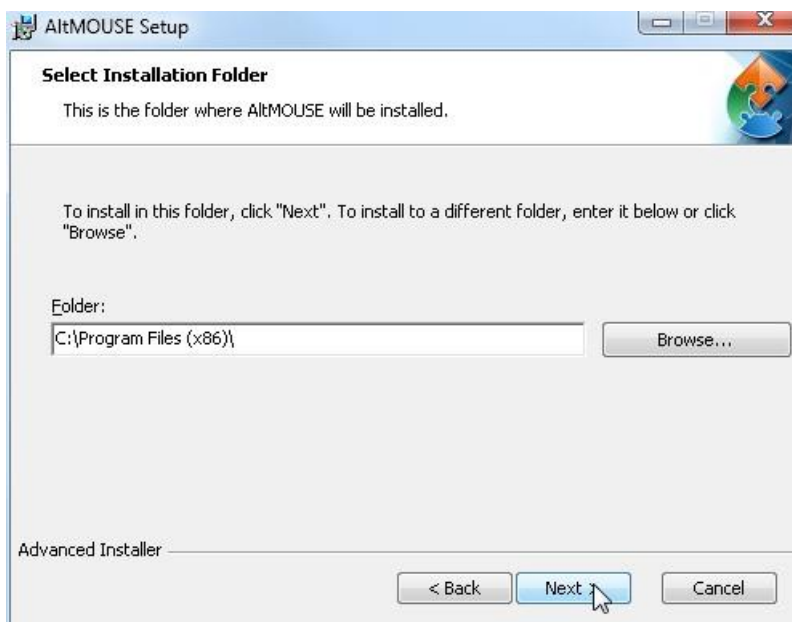 AltMOUSE Setup
Select Installation Folder
This is the folder where AltMOUSE will be installed.
To install in this folder, click "Next". To install to a different folder, enter it below or click
"Browse".
Folder:
C:\Program Files (x86)\
Browse...
Advanced Installer
< Back
Next >
Cancel